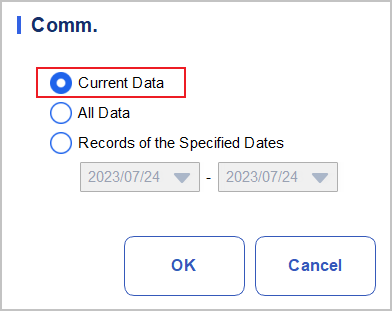 Comm.
Current Data
All Data
Records of the Specified Dates
2023/07/24 - 2023/07/24
OK Cancel